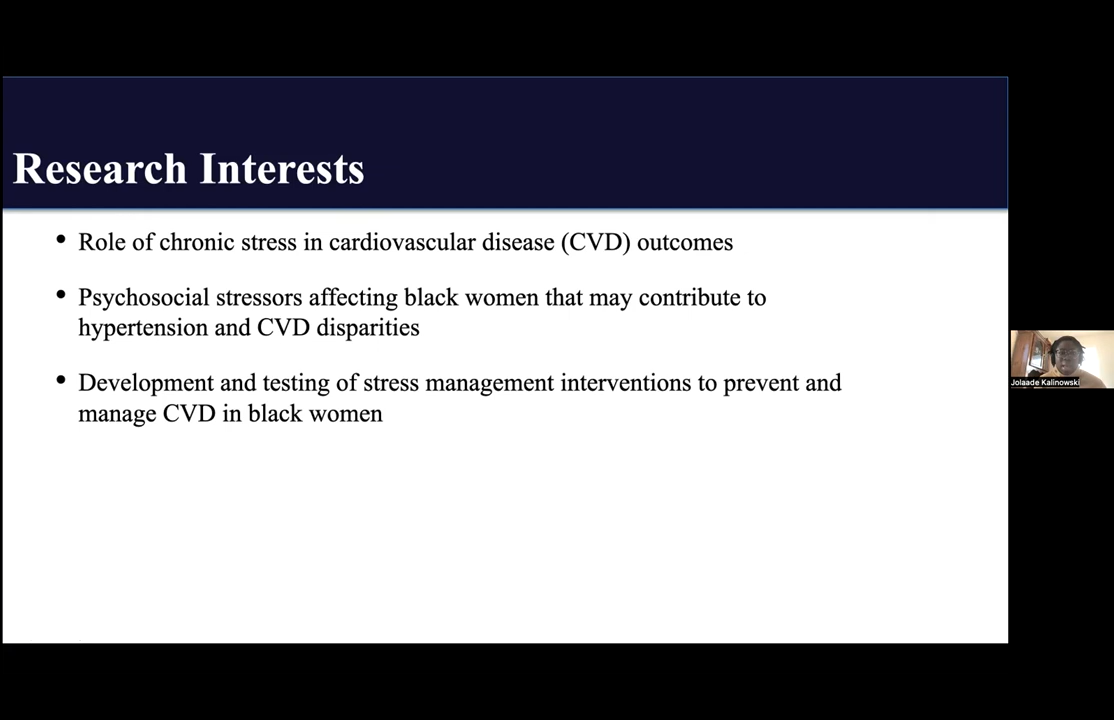 Research Interests
• Role of chronic stress in cardiovascular disease (CVD) outcomes
• Psychosocial stressors affecting black women that may contribute to
hypertension and CVD disparities
• Development and testing of stress management interventions to prevent and
manage CVD in black women
Jolaade Kalinowski